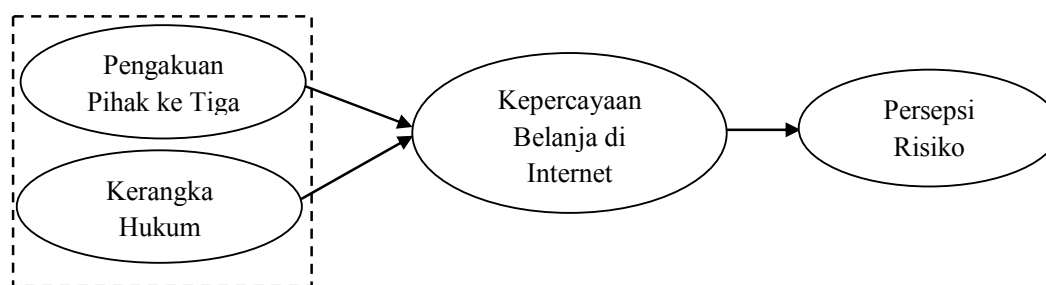 Pengakuan
Pihak ke Tiga
Kerangka
Hukum
Kepercayaan
Belanja di
Internet
Persepsi
Risiko